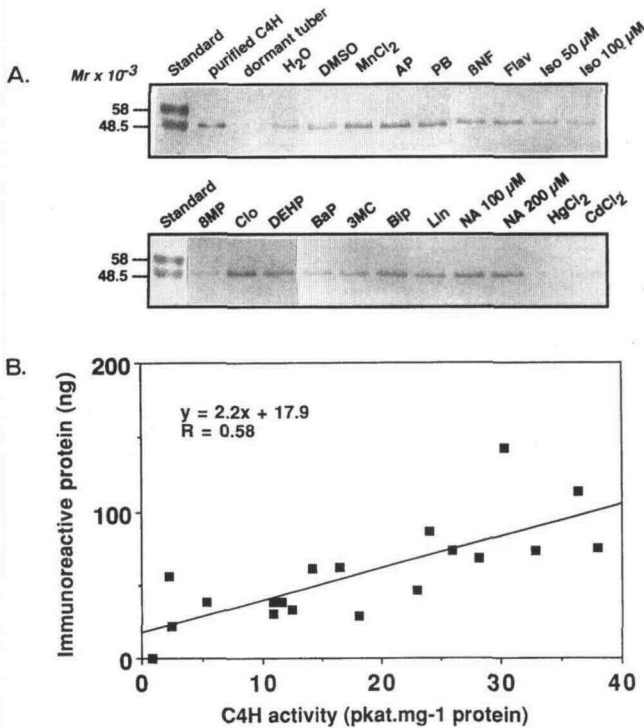 A.
Mr x 10⁻³
Standard
purified C4H
dormant tuber
H₂O
DMSO
MnCl₂
AP
PB
BNF
Flav
Iso 50 µM
Iso 100 µM
58
48.5
Standard
8MP
Clo
DEHP
BaP
3MC
Bip
Lin
NA 100 µM
NA 200 µM
HgCl₂
CdCl₂
58
48.5
B.
Immunoreactive protein (ng)
200
100
0
y = 2.2x + 17.9
R = 0.58
0 10 20 30 40
C4H activity (pkat.mg-1 protein)